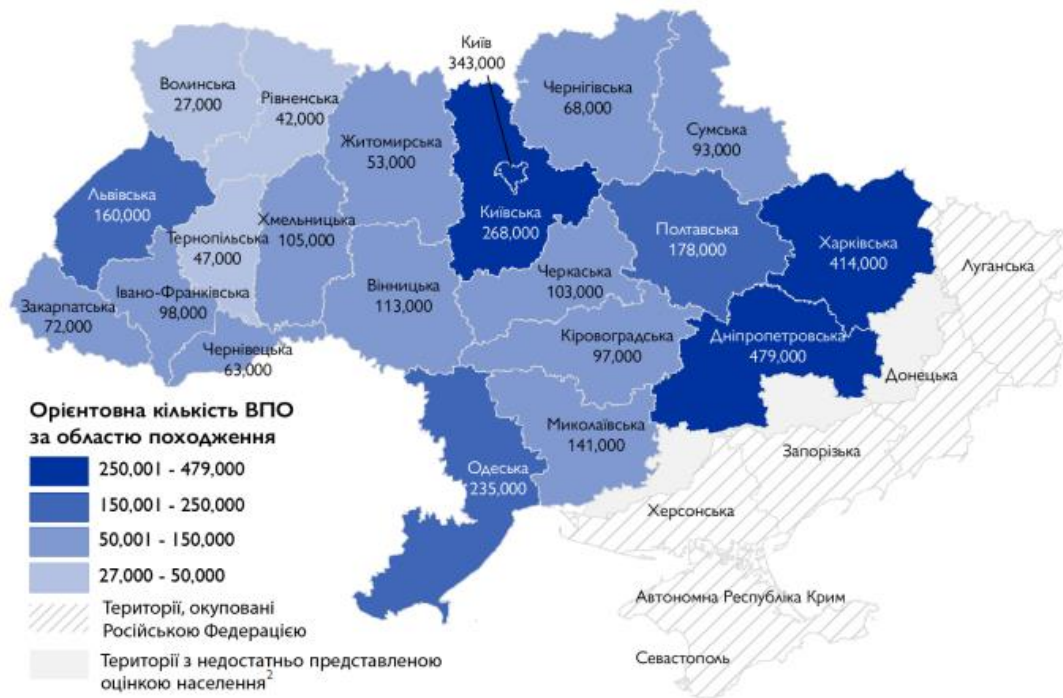 Київ
343,000
Волинська
27,000
Рівненська
42,000
Житомирська
53,000
Чернігівська
68,000
Сумська
93,000
Львівська
160,000
Тернопільська
47,000
Хмельницька
105,000
Київська
268,000
Полтавська
178,000
Харківська
414,000
Луганська
Закарпатська
72,000
Івано-Франківська
98,000
Чернівецька
63,000
Вінницька
113,000
Черкаська
103,000
Кіровоградська
97,000
Дніпропетровська
479,000
Донецька
Миколаївська
141,000
Запорізька
Одеська
235,000
Херсонська
Автономна Республіка Крим
Севастополь
Орієнтовна кількість ВПО
за областю походження
250,001 - 479,000
150,001 - 250,000
50,001 - 150,000
27,000 - 50,000
Території, окуповані
Російською Федерацією
Території з недостатньо представленою
оцінкою населення2